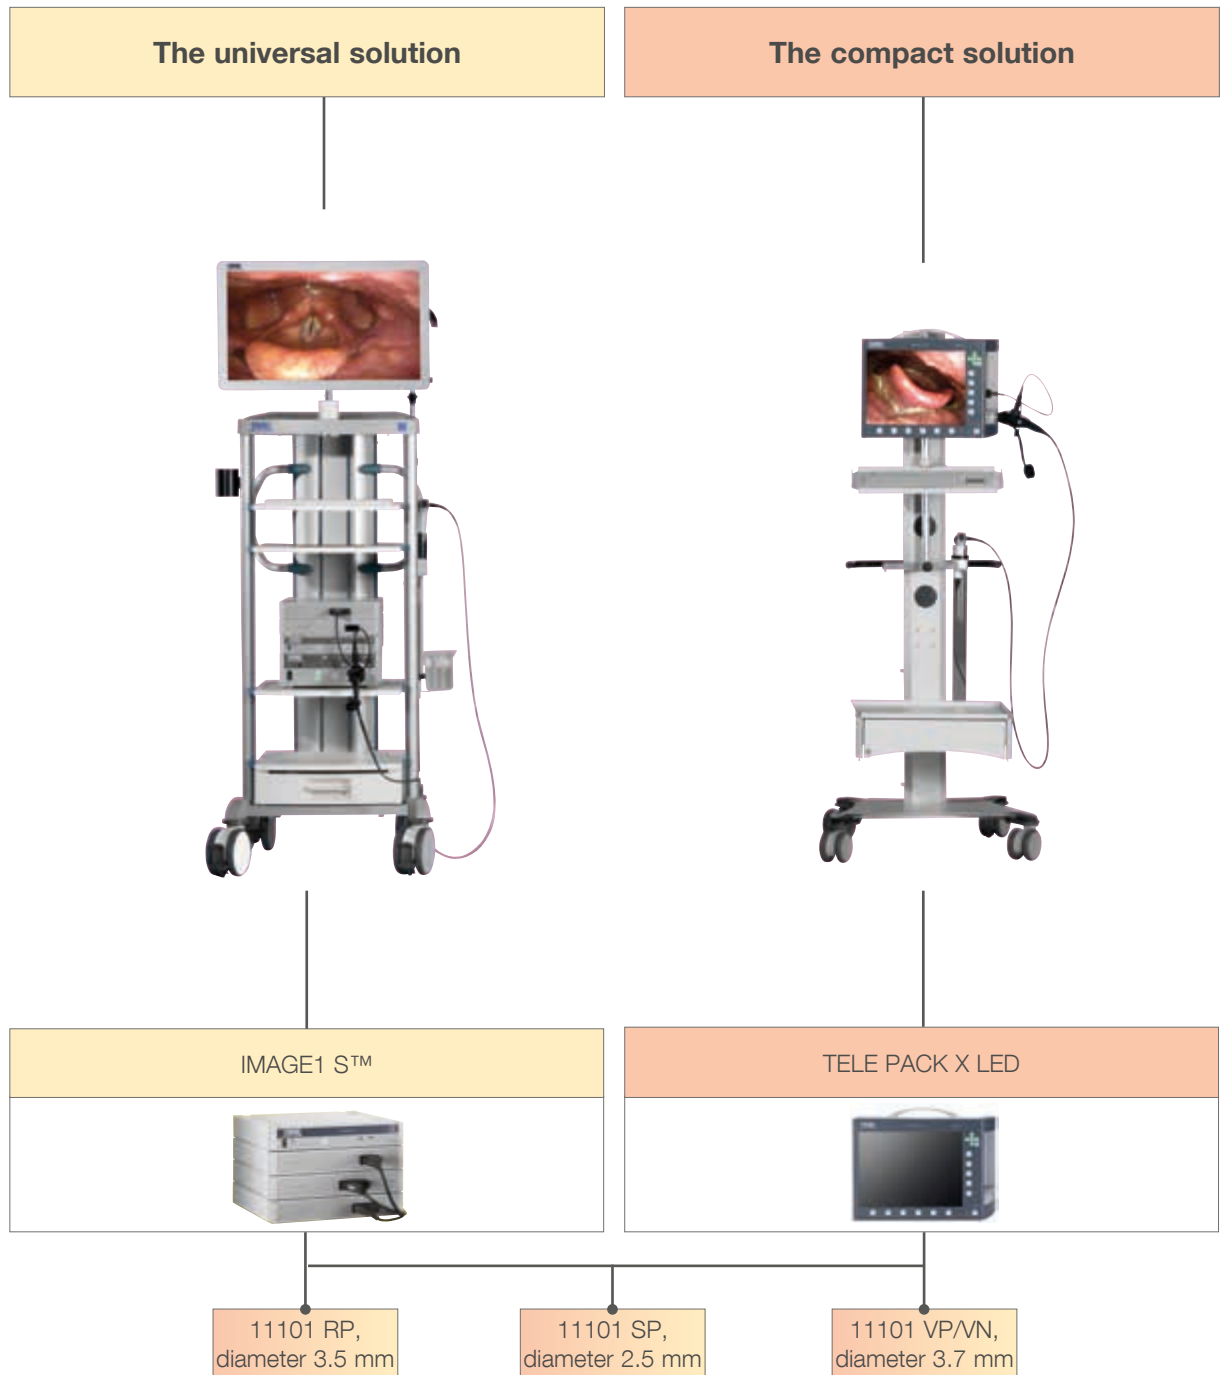 The universal solution
The compact solution
IMAGE1 S™
TELE PACK X LED
11101 RP,
diameter 3.5 mm
11101 SP,
diameter 2.5 mm
11101 VP/VN,
diameter 3.7 mm